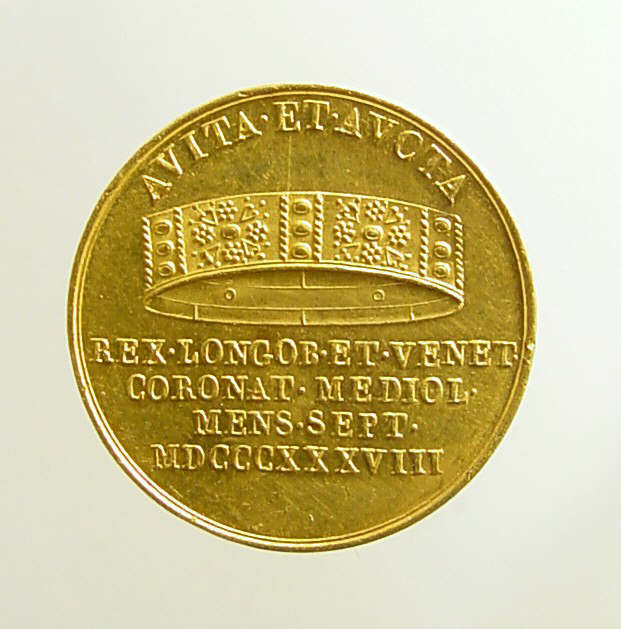 AVITA·ET·AVCTA
REX·LONGOB·ET·VENET
CORONAT·MEDIOL·
MENS·SEPT·
MDCCCXXXVIII